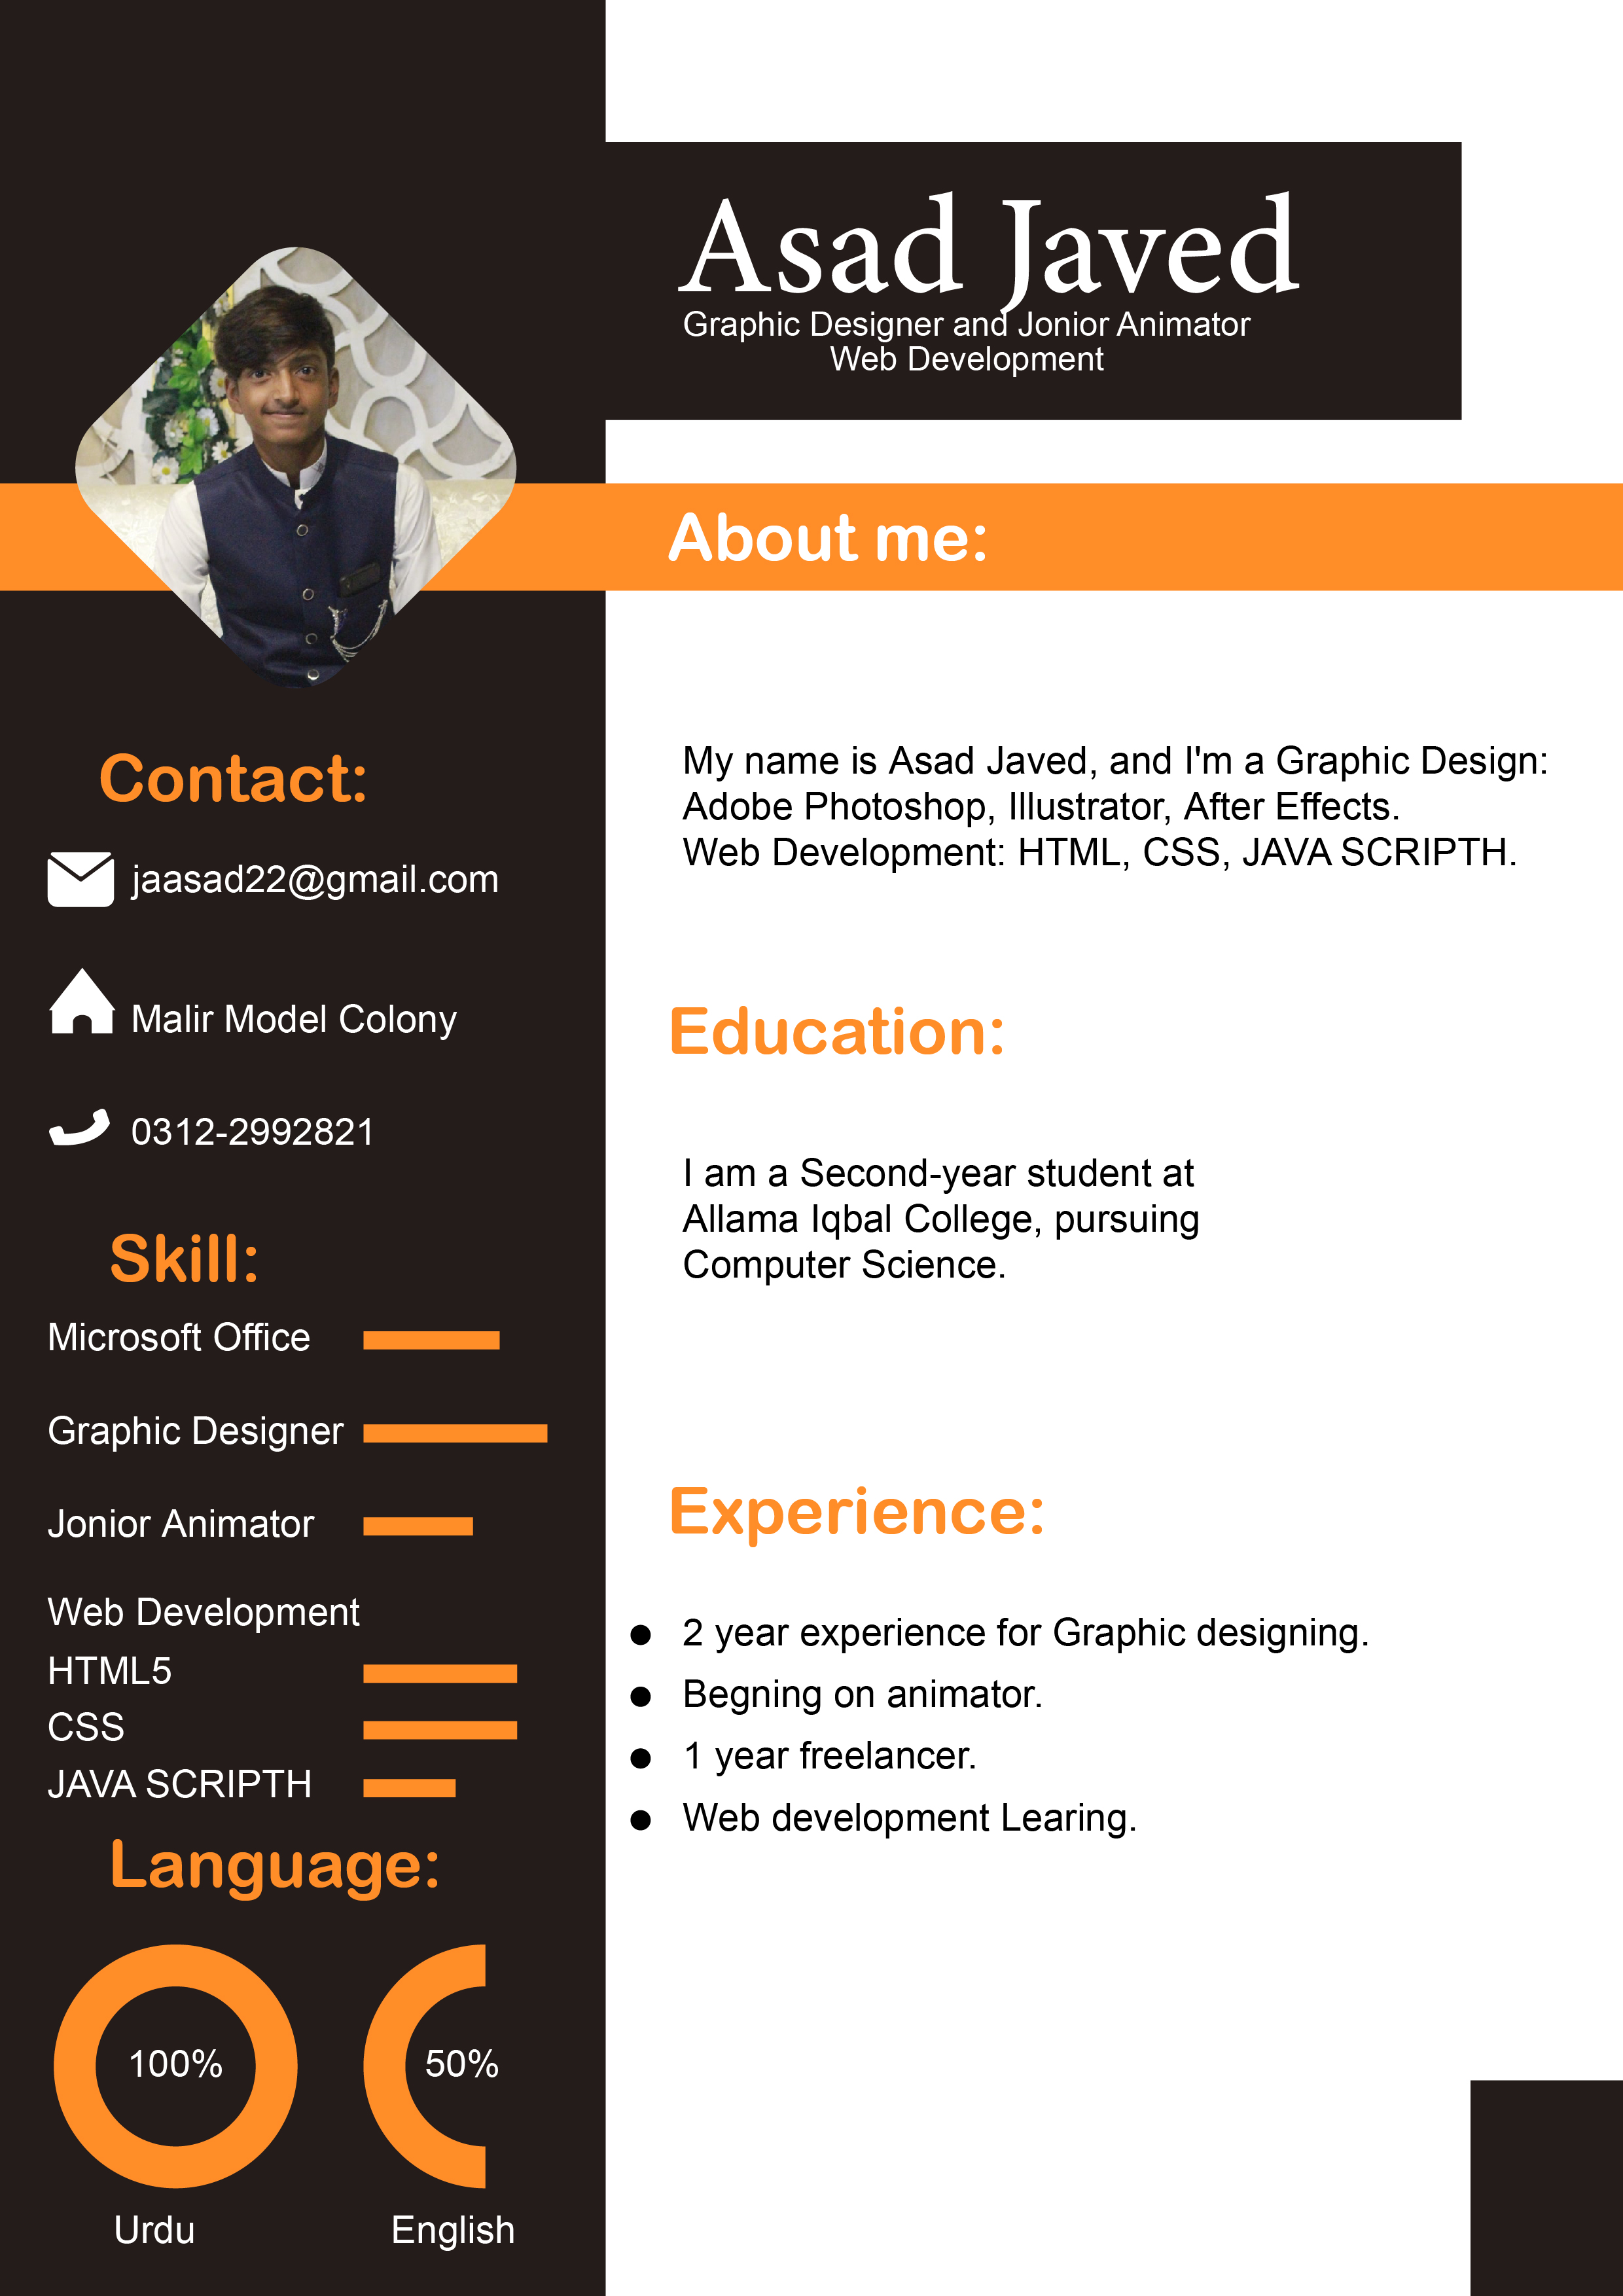 Asad Javed
Graphic Designer and Jonior Animator
Web Development
About me:
My name is Asad Javed, and I'm a Graphic Design:
Adobe Photoshop, Illustrator, After Effects.
Web Development: HTML, CSS, JAVA SCRIPTH.
Education:
I am a Second-year student at
Allama Iqbal College, pursuing
Computer Science.
Experience:
● 2 year experience for Graphic designing.
● Begning on animator.
● 1 year freelancer.
● Web development Learing.
Contact:
jaasad22@gmail.com
Malir Model Colony
0312-2992821
Skill:
Microsoft Office
Graphic Designer
Jonior Animator
Web Development
HTML5
CSS
JAVA SCRIPTH
Language:
100%
50%
Urdu
English